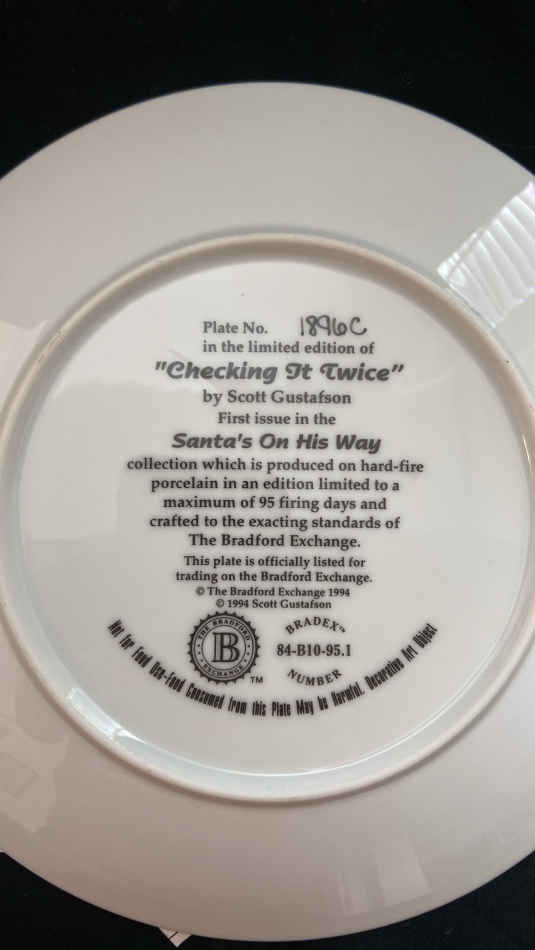 Plate No. 1896C
in the limited edition of
"Checking It Twice"
by Scott Gustafson
First issue in the
Santa's On His Way
collection which is produced on hard-fire
porcelain in an edition limited to a
maximum of 95 firing days and
crafted to the exacting standards of
The Bradford Exchange.
This plate is officially listed for
trading on the Bradford Exchange.
© The Bradford Exchange 1994
© 1994 Scott Gustafson
THE BRADFORD
B
EXCHANGE
TM
BRADEX™
84-B10-95.1
NUMBER
Not For Food Use-Food Consumed from this Plate May be Harmful. Decorative Art Object